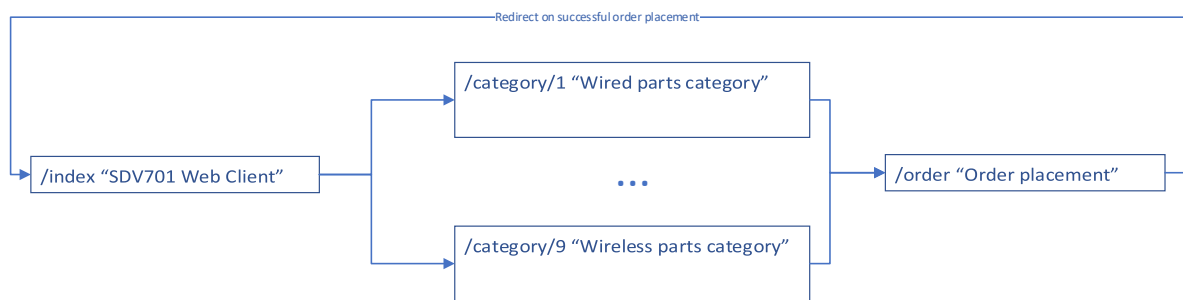 Redirect on successful order placement
/category/1 “Wired parts category”
/index “SDV701 Web Client”
...
/order “Order placement”
/category/9 “Wireless parts category”